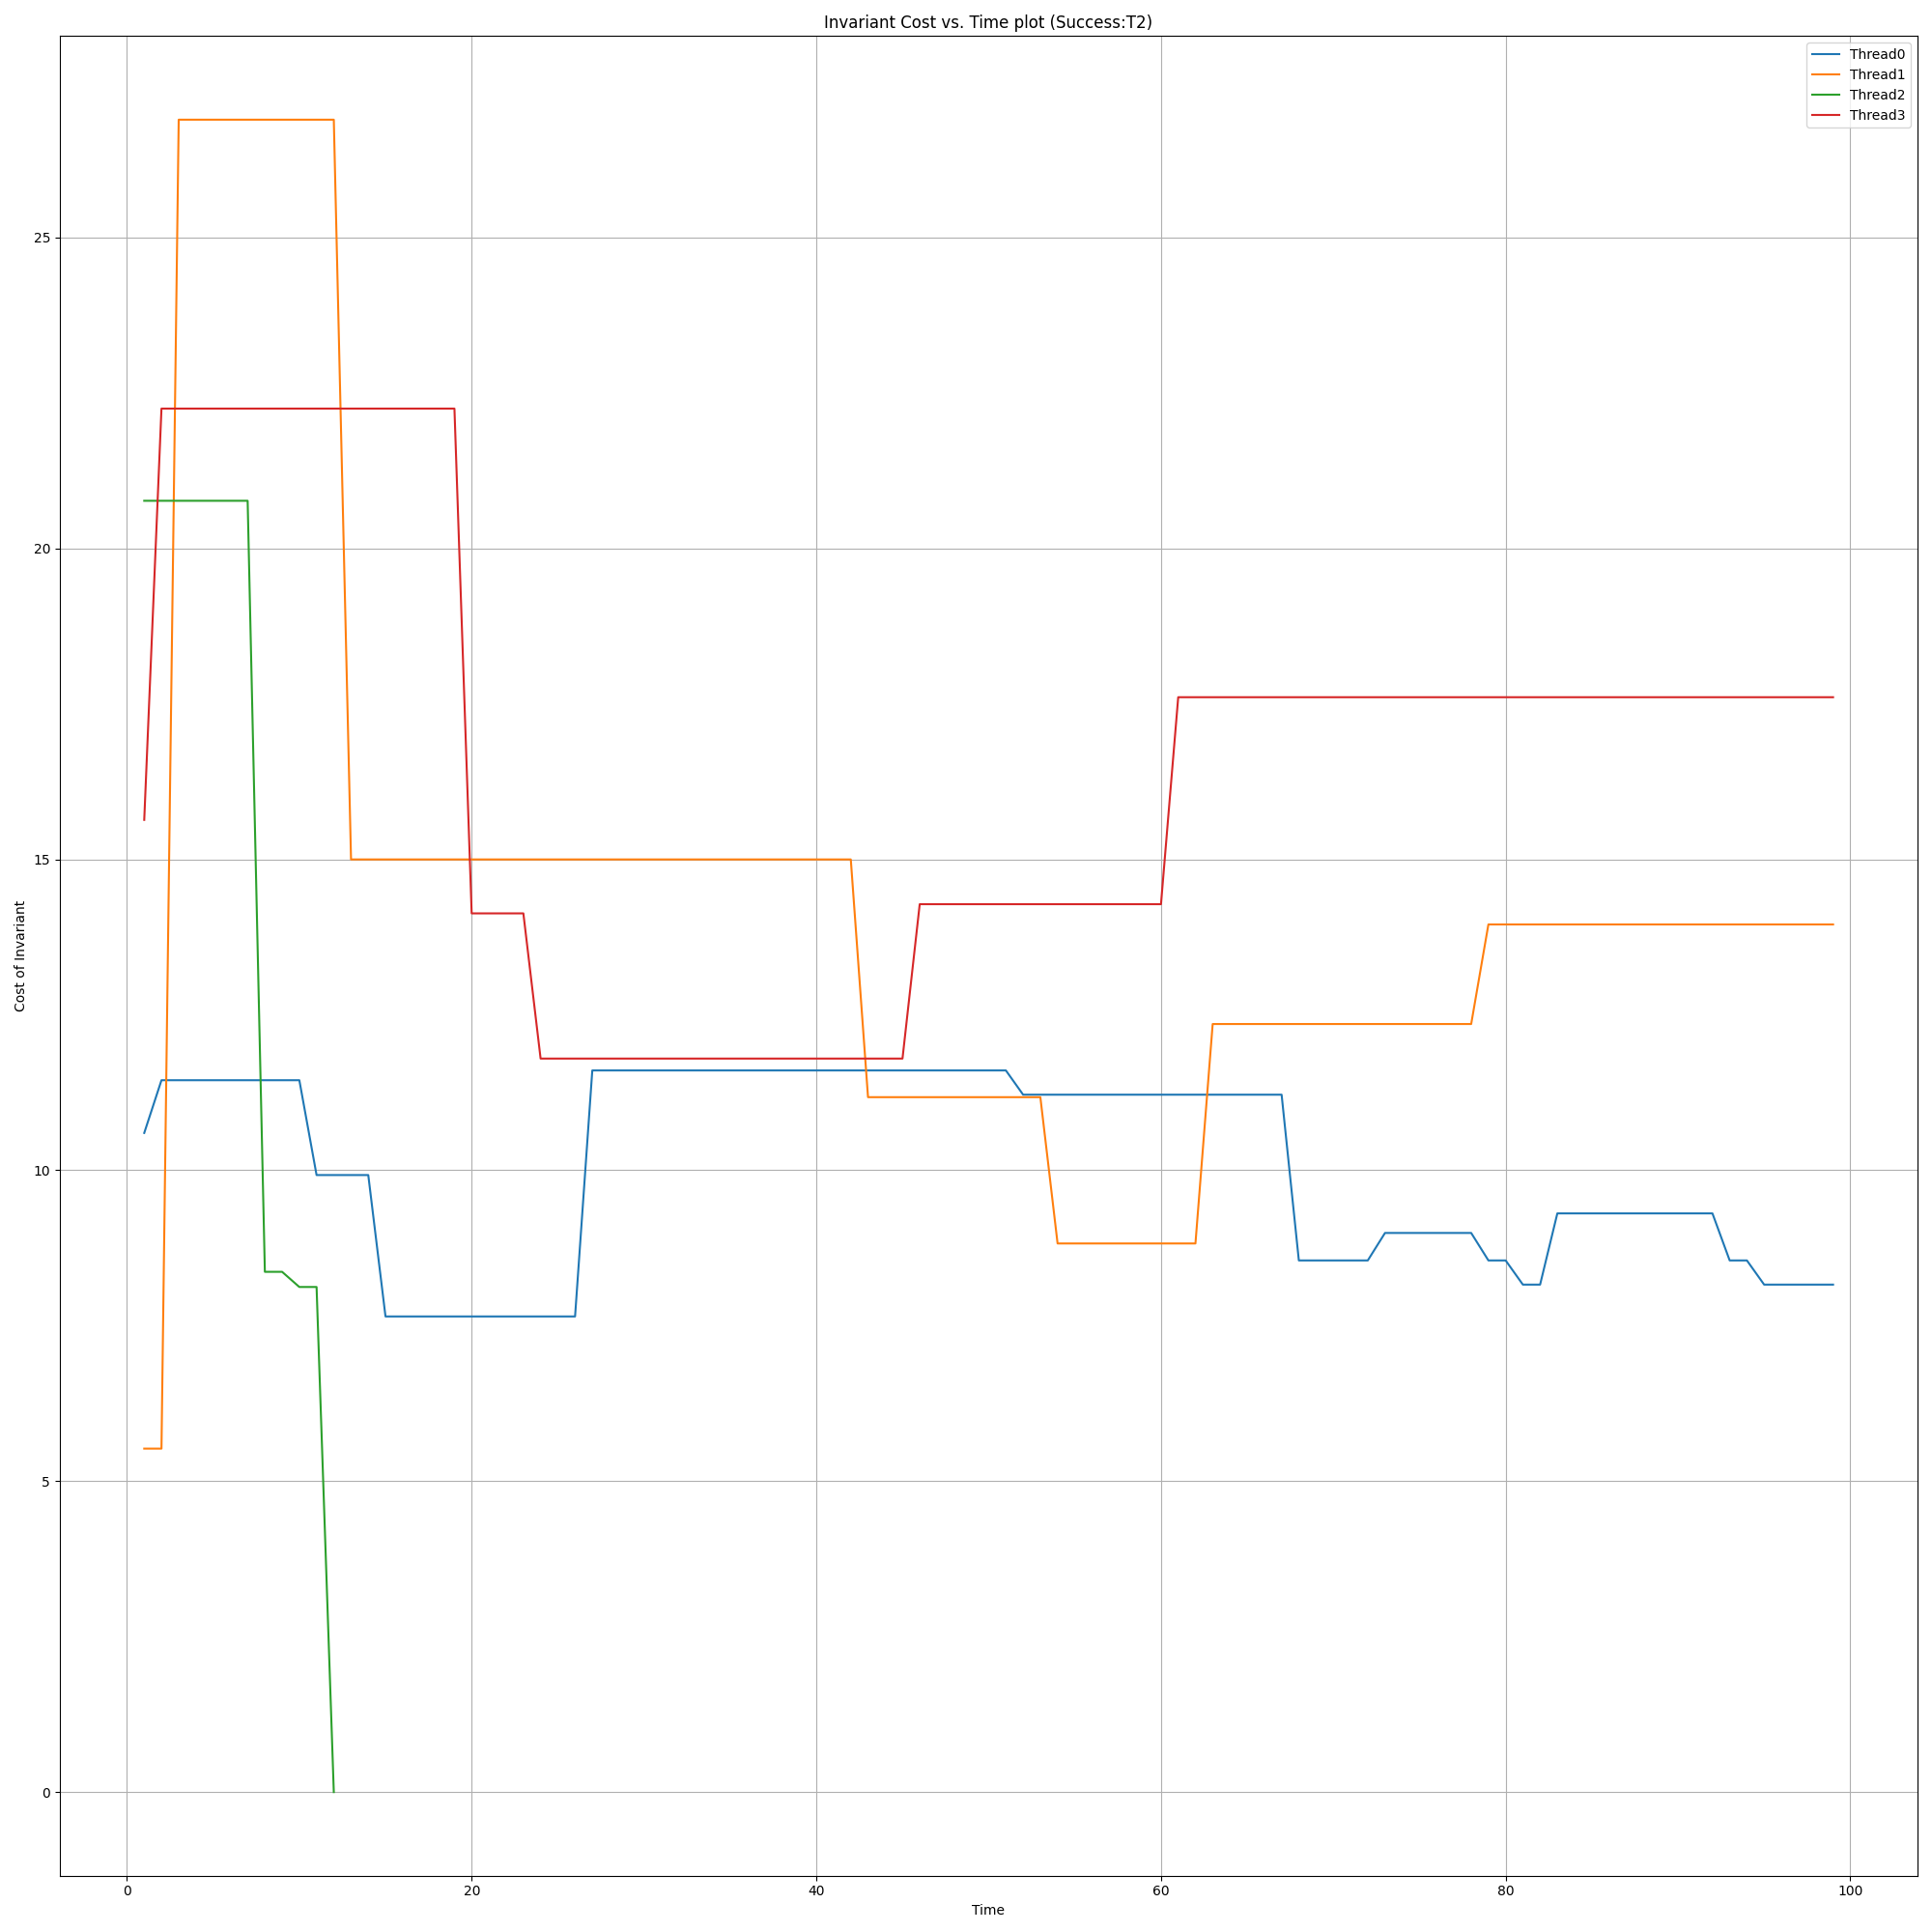 Invariant Cost vs. Time plot (Success:T2)
Thread0
Thread1
Thread2
Thread3
Cost of Invariant
25
20
15
10
5
0
0 20 40 60 80 100
Time